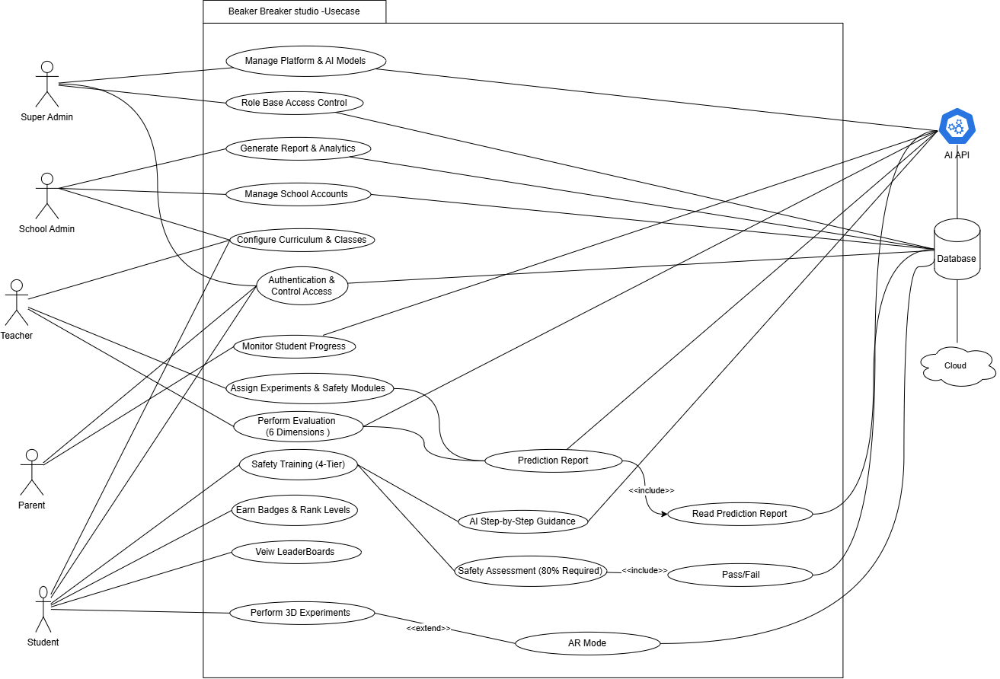 Beaker Breaker studio -Usecase
Manage Platform & AI Models
Role Base Access Control
Super Admin
Generate Report & Analytics
AI API
Manage School Accounts
School Admin
Configure Curriculum & Classes
Database
Authentication &
Control Access
Teacher
Monitor Student Progress
Cloud
Assign Experiments & Safety Modules
Perform Evaluation
(6 Dimensions )
Safety Training (4-Tier)
Prediction Report
<<include>>
Parent
Earn Badges & Rank Levels
AI Step-by-Step Guidance
Read Prediction Report
Veiw LeaderBoards
Safety Assessment (80% Required)
<<include>>
Pass/Fail
Perform 3D Experiments
<<extend>>
Student
AR Mode